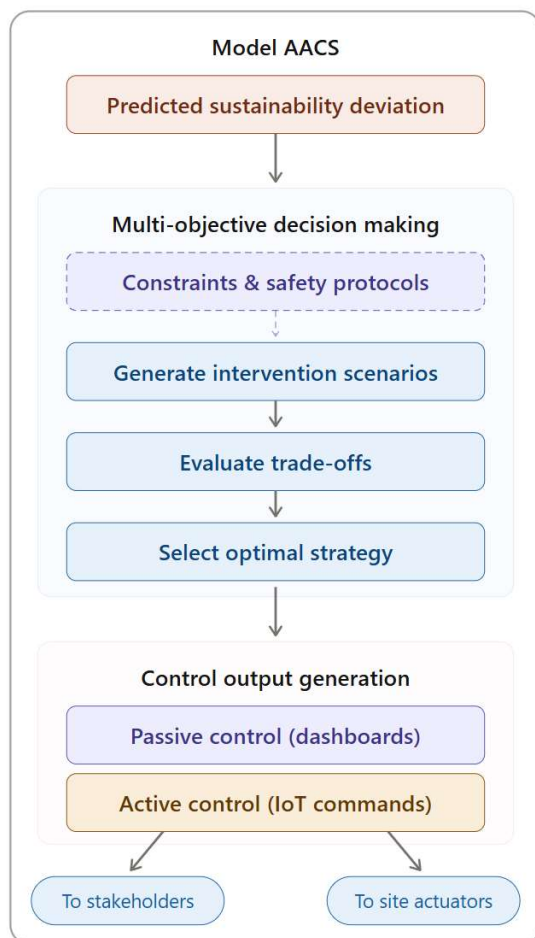 Model AACS
Predicted sustainability deviation
Multi-objective decision making
Constraints & safety protocols
Generate intervention scenarios
Evaluate trade-offs
Select optimal strategy
Control output generation
Passive control (dashboards)
Active control (IoT commands)
To stakeholders
To site actuators